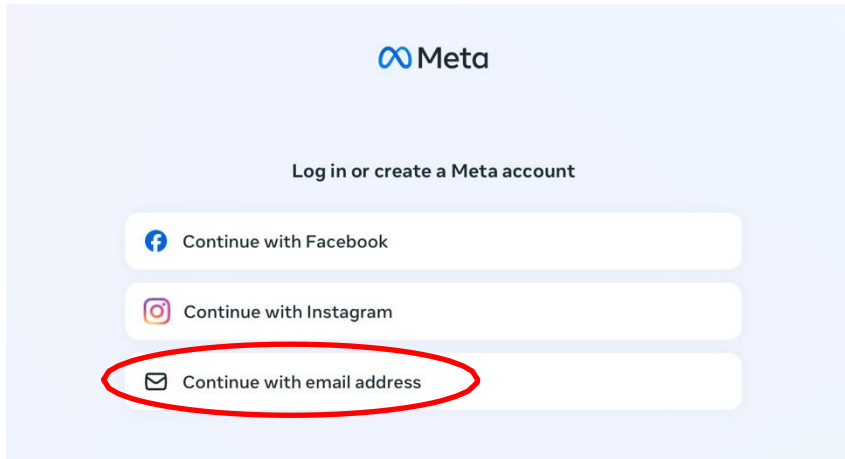 Meta
Log in or create a Meta account
Continue with Facebook
Continue with Instagram
Continue with email address